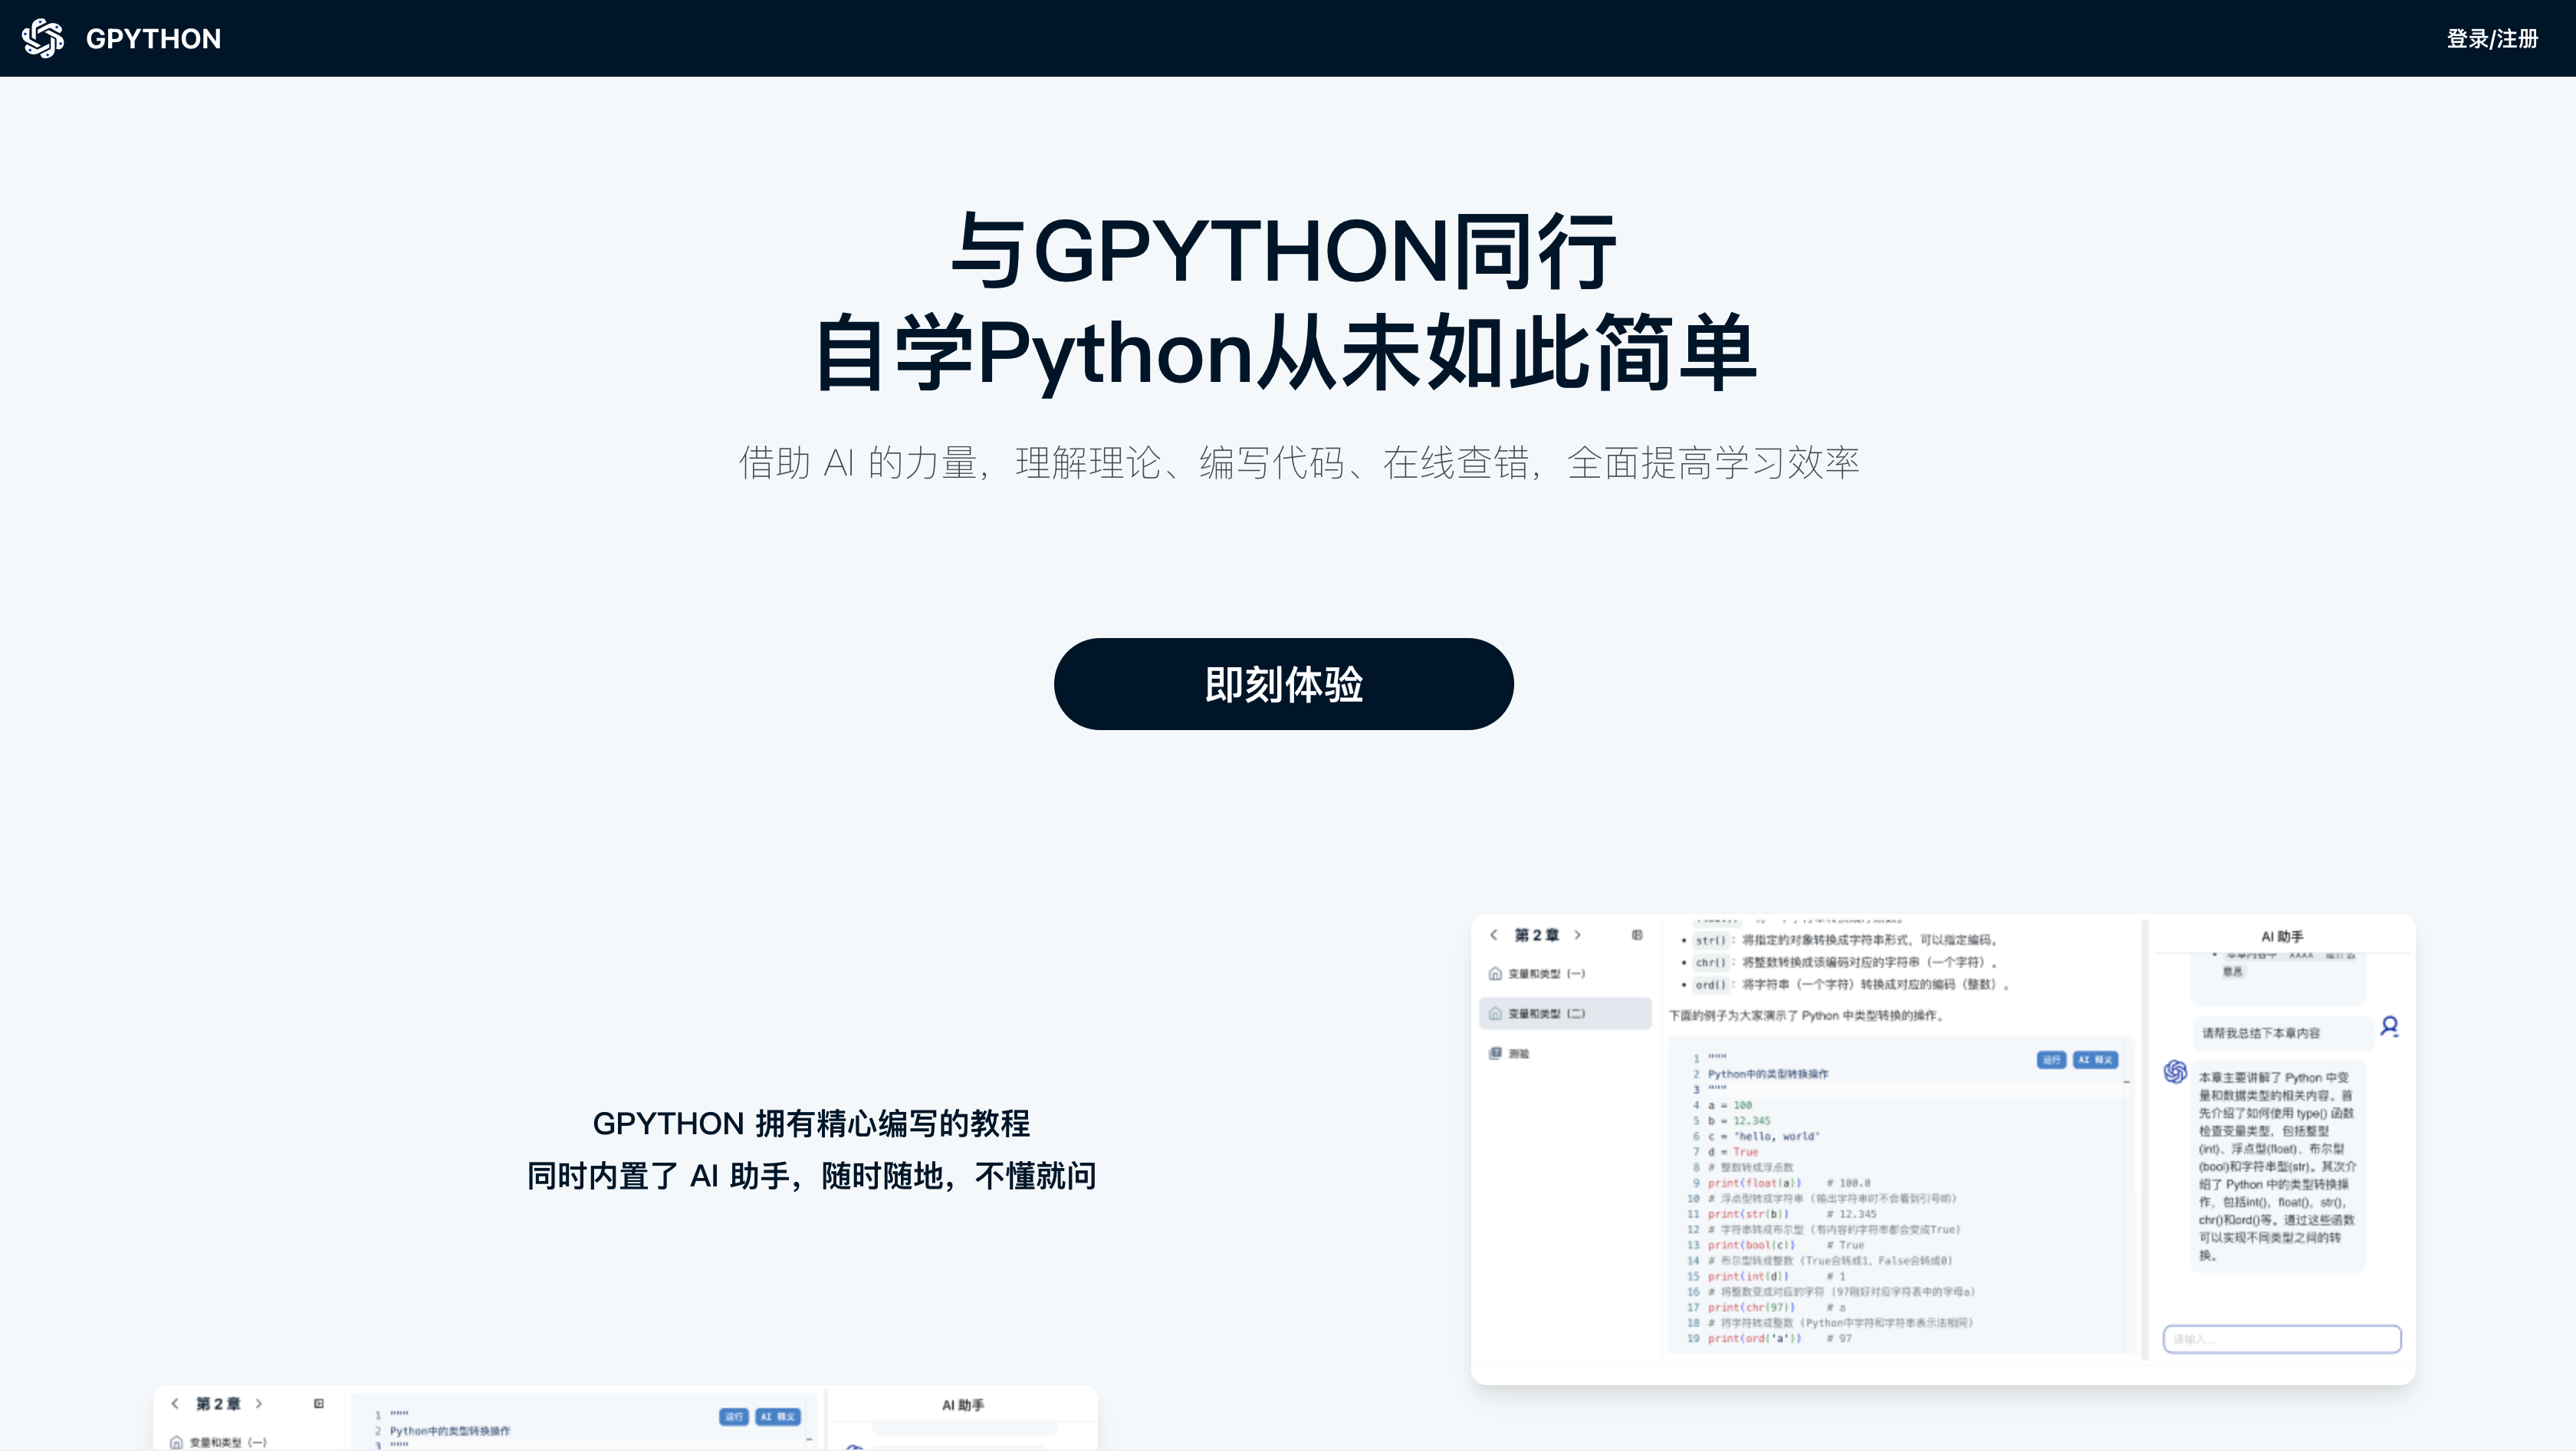 GPYTHON
登录/注册
与GPYTHON同行
自学Python从未如此简单
借助 AI 的力量，理解理论、编写代码、在线查错，全面提高学习效率
即刻体验
GPYTHON 拥有精心编写的教程
同时内置了 AI 助手，随时随地，不懂就问
第 2 章
变量和类型（一）
变量和类型（二）
测验
• str()：将指定的对象转换成字符串形式，可以指定编码。
• chr()：将整数转换成该编码对应的字符串（一个字符）。
• ord()：将字符串（一个字符）转换成对应的编码（整数）。
下面的例子为大家演示了 Python 中类型转换的操作。
运行 AI 释义
1 """
2 Python中的类型转换操作
3 """
4 a = 100
5 b = 12.345
6 c = 'hello, world'
7 d = True
8 # 整数转成浮点数
9 print(float(a)) # 100.0
10 # 浮点型转成字符串 (输出字符串时不会看到引号哟)
11 print(str(b)) # 12.345
12 # 字符串转成布尔型 (有内容的字符串都会变成True)
13 print(bool(c)) # True
14 # 布尔型转成整数 (True会转成1, False会转成0)
15 print(int(d)) # 1
16 # 将整数变成对应的字符 (97刚好对应字符表中的字母a)
17 print(chr(97)) # a
18 # 将字符转成整数 (Python中字符和字符串表示法相同)
19 print(ord('a')) # 97
AI 助手
意思
请帮我总结下本章内容
本章主要讲解了 Python 中变
量和数据类型的相关内容。首
先介绍了如何使用 type() 函数
检查变量类型，包括整型
(int)、浮点型(float)、布尔型
(bool)和字符串型(str)。其次介
绍了 Python 中的类型转换操
作，包括int()，float()，str()，
chr()和ord()等。通过这些函数
可以实现不同类型之间的转
换。
请输入...
第 2 章
变量和类型（一）
1 """
2 Python中的类型转换操作
3 """
运行 AI 释义
AI 助手